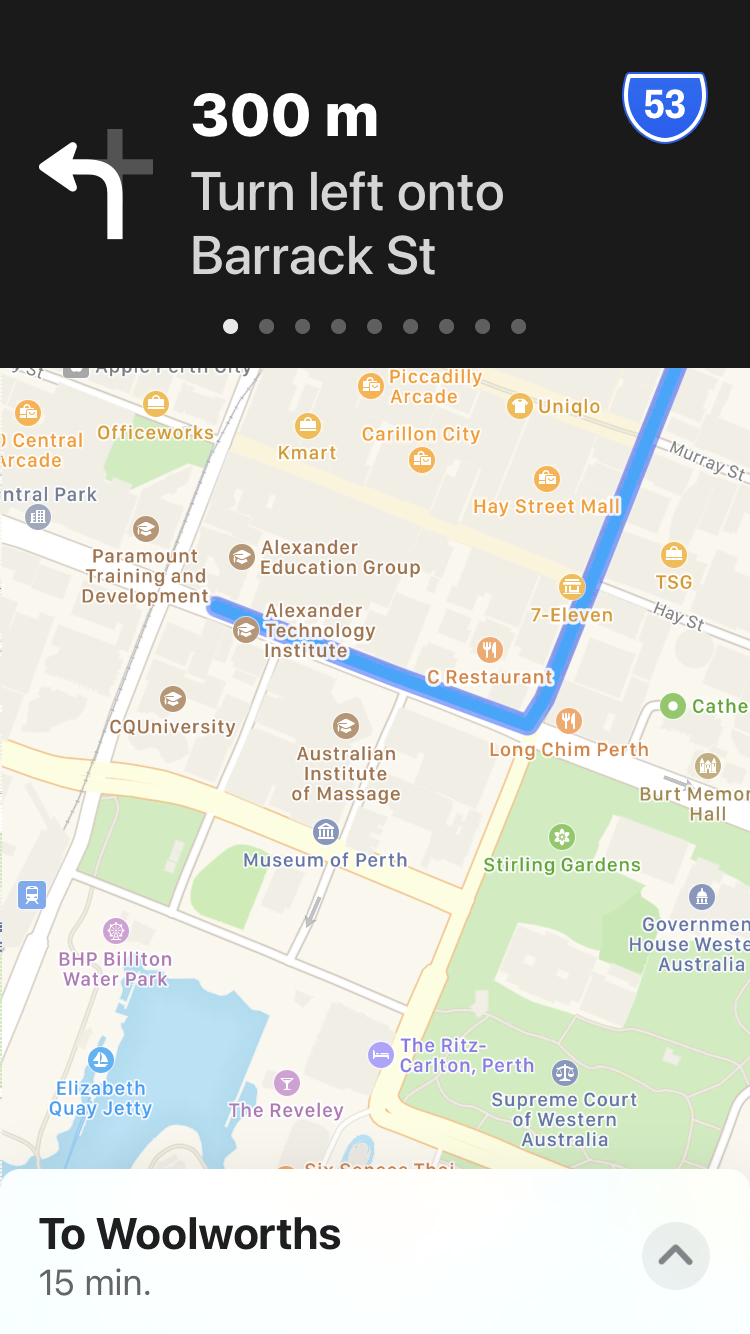 300 m
53
Turn left onto
Barrack St
Apple Perth City
Piccadilly
Arcade
Uniqlo
Officeworks
Kmart
Carillon City
Central
Arcade
Murray St
ntral Park
Hay Street Mall
Paramount
Training and
Development
Alexander
Education Group
TSG
7-Eleven
Hay St
Alexander
Technology
Institute
C Restaurant
CQUniversity
Cathe
Australian
Institute
of Massage
Long Chim Perth
Burt Memor
Hall
Museum of Perth
Stirling Gardens
Governmen
House Weste
Australia
BHP Billiton
Water Park
The Ritz-
Carlton, Perth
Elizabeth
Quay Jetty
The Reveley
Supreme Court
of Western
Australia
To Woolworths
15 min.